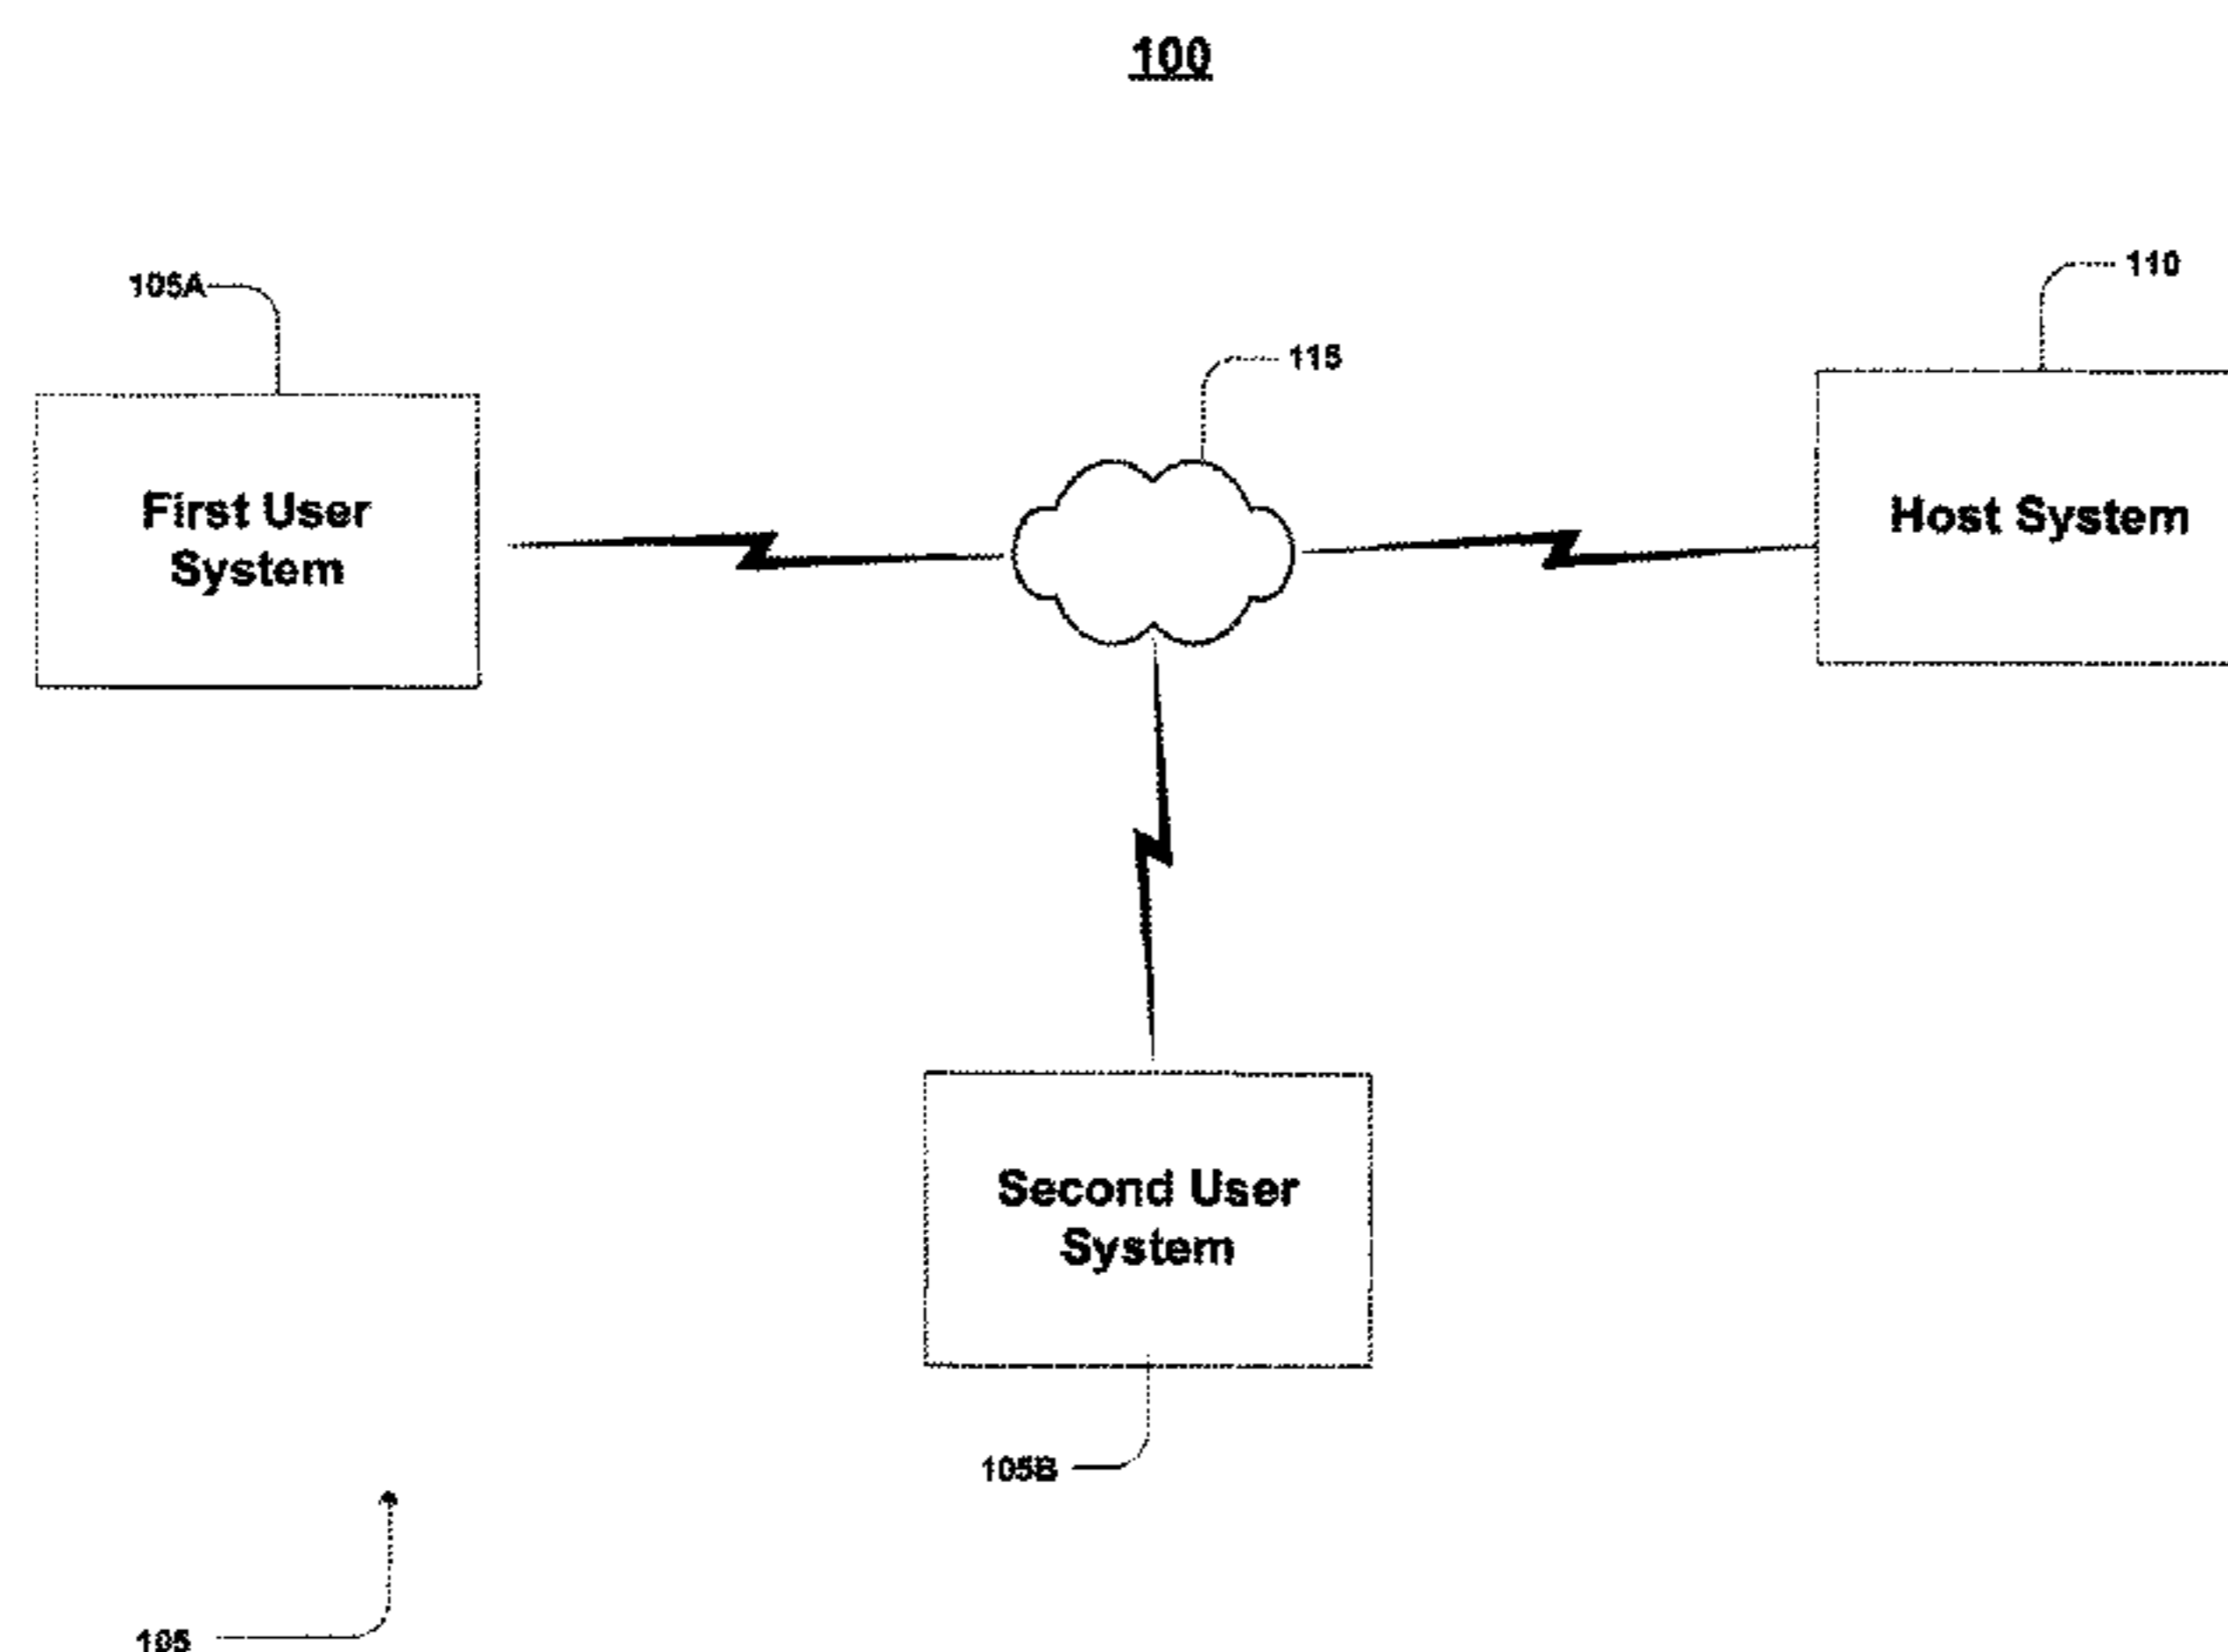 100
105A
110
115
First User
System
Host System
Second User
System
105B
105